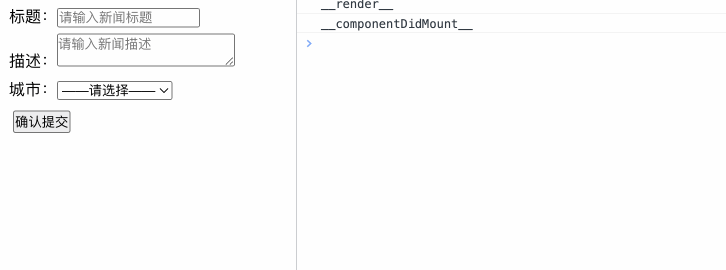 标题： 请输入新闻标题
请输入新闻描述
描述：
城市： ——请选择——
确认提交
__render__
__componentDidMount__